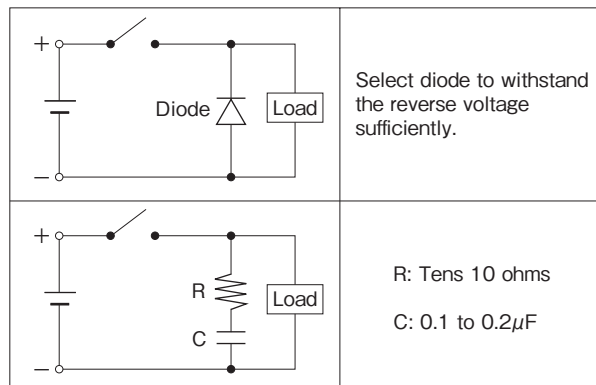 +
Diode
Load
−
Select diode to withstand
the reverse voltage
sufficiently.
+
R
Load
C
−
R: Tens 10 ohms
C: 0.1 to 0.2μF